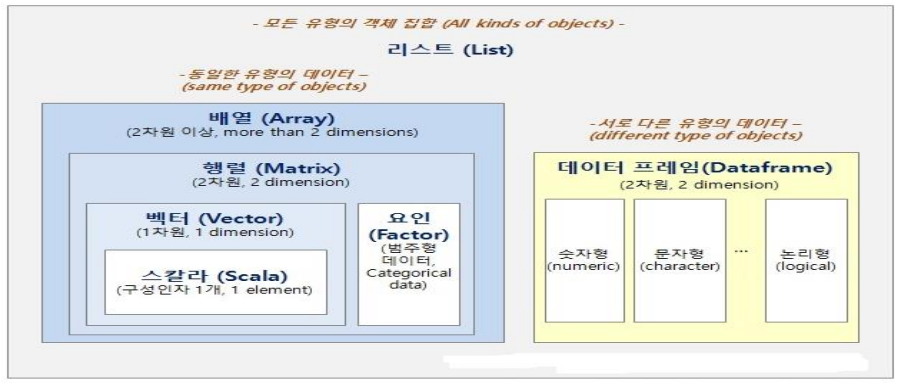 - 모든 유형의 객체 집합 (All kinds of objects) -
리스트 (List)
- 동일한 유형의 데이터 –
(same type of objects)
배열 (Array)
(2차원 이상, more than 2 dimensions)
행렬 (Matrix)
(2차원, 2 dimension)
벡터 (Vector)
(1차원, 1 dimension)
스칼라 (Scala)
(구성인자 1개, 1 element)
요인
(Factor)
(범주형
데이터,
Categorical
data)
- 서로 다른 유형의 데이터 –
(different type of objects)
데이터 프레임(Dataframe)
(2차원, 2 dimension)
숫자형
(numeric)
문자형
(character)
...
논리형
(logical)